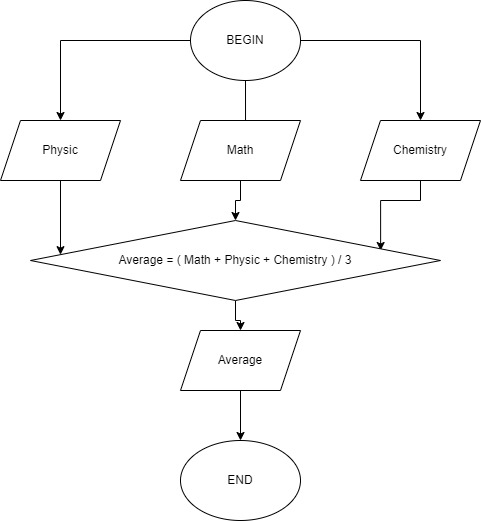 BEGIN
Physic
Math
Chemistry
Average = ( Math + Physic + Chemistry ) / 3
Average
END